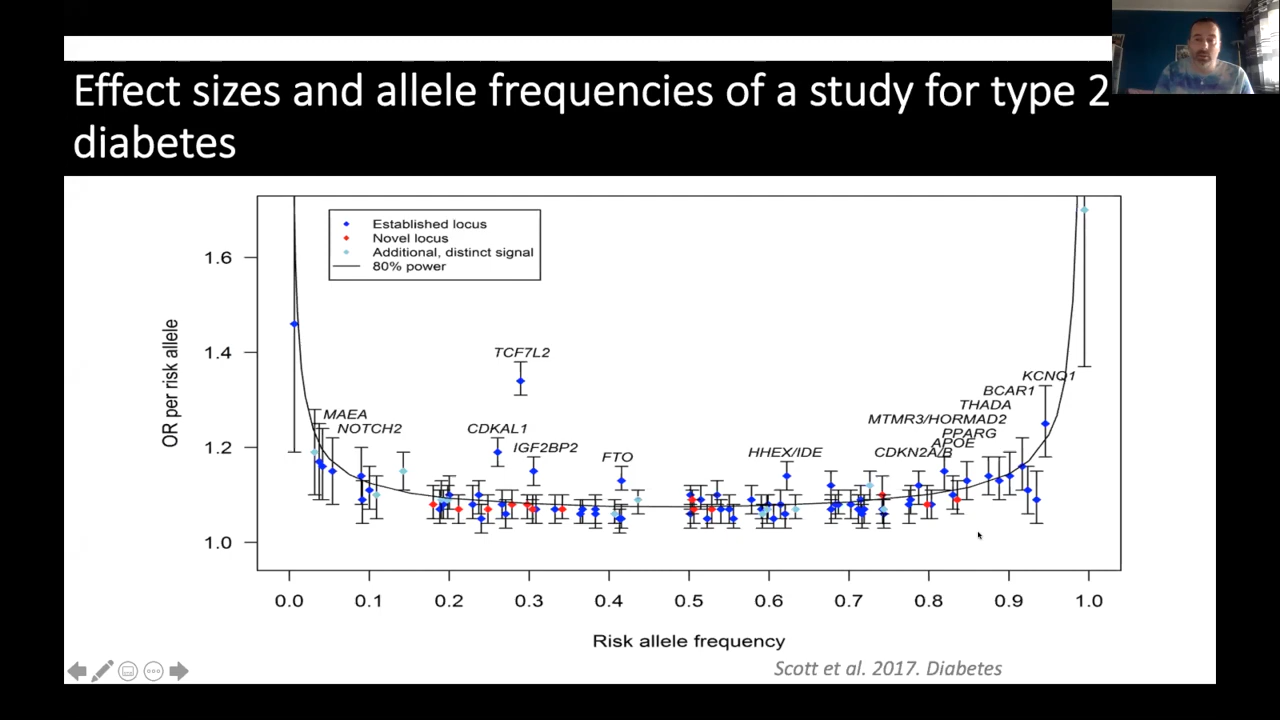 Effect sizes and allele frequencies of a study for type 2
diabetes
Established locus
Novel locus
Additional, distinct signal
80% power
OR per risk allele
1.6
1.4
1.2
1.0
TCF7L2
MAEA
NOTCH2
CDKAL1
IGF2BP2
FTO
HHEX/IDE
KCNQ1
BCAR1
THADA
MTMR3/HORMAD2
PPARG
APOE
CDKN2A/B
0.0 0.1 0.2 0.3 0.4 0.5 0.6 0.7 0.8 0.9 1.0
Risk allele frequency
Scott et al. 2017. Diabetes